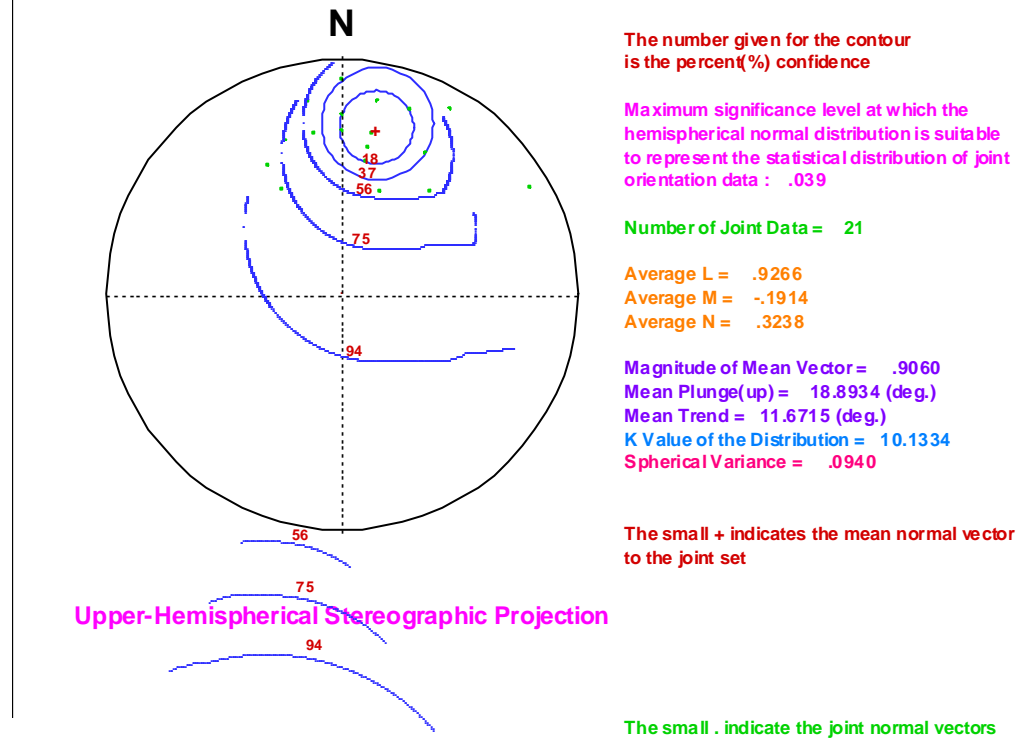 N
The number given for the contour
is the percent(%) confidence
Maximum significance level at which the
hemispherical normal distribution is suitable
to represent the statistical distribution of joint
orientation data : .039
Number of Joint Data = 21
Average L = .9266
Average M = -.1914
Average N = .3238
Magnitude of Mean Vector = .9060
Mean Plunge(up) = 18.8934 (deg.)
Mean Trend = 11.6715 (deg.)
K Value of the Distribution = 10.1334
Spherical Variance = .0940
The small + indicates the mean normal vector
to the joint set
18
37
56
75
94
56
75
Upper-Hemispherical Stereographic Projection
94
The small . indicate the joint normal vectors